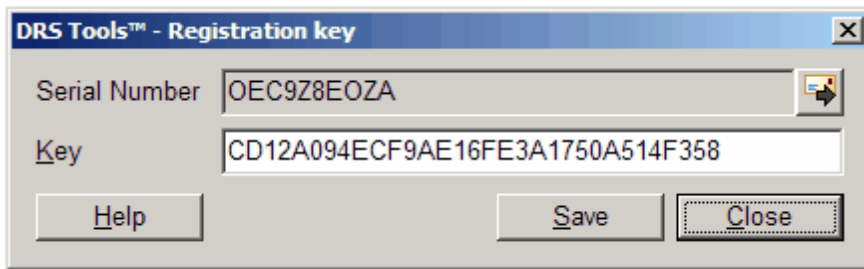 DRS Tools™ - Registration key
Serial Number OEC9Z8EOZA
Key CD12A094ECF9AE16FE3A1750A514F358
Help Save Close